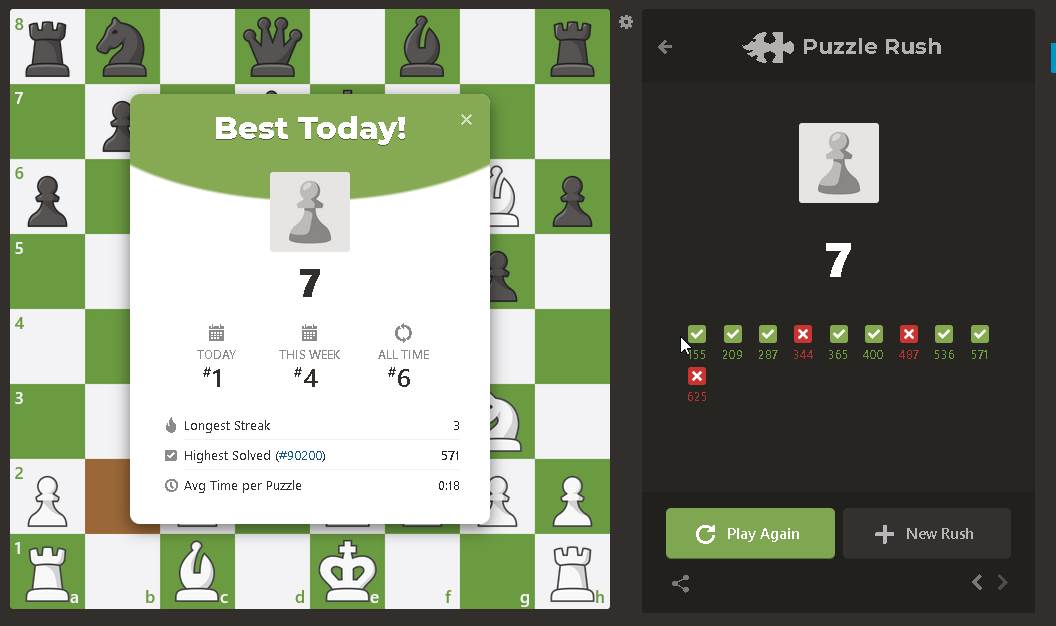 8
7
6
5
4
3
2
1
a b c d e f g h
Best Today!
7
TODAY THIS WEEK ALL TIME
#1 #4 #6
Longest Streak 3
Highest Solved (#90200) 571
Avg Time per Puzzle 0:18
Puzzle Rush
7
155 209 287 344 365 400 487 536 571
625
Play Again New Rush